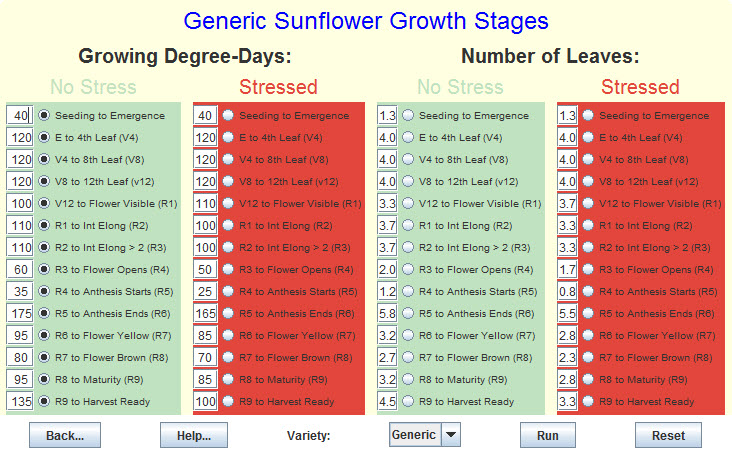 Generic Sunflower Growth Stages
Growing Degree-Days: Number of Leaves:
No Stress Stressed No Stress Stressed
40 Seeding to Emergence 40 Seeding to Emergence 1.3 Seeding to Emergence 1.3 Seeding to Emergence
120 E to 4th Leaf (V4) 120 E to 4th Leaf (V4) 4.0 E to 4th Leaf (V4) 4.0 E to 4th Leaf (V4)
120 V4 to 8th Leaf (V8) 120 V4 to 8th Leaf (V8) 4.0 V4 to 8th Leaf (V8) 4.0 V4 to 8th Leaf (V8)
120 V8 to 12th Leaf (v12) 120 V8 to 12th Leaf (v12) 4.0 V8 to 12th Leaf (v12) 4.0 V8 to 12th Leaf (v12)
100 V12 to Flower Visible (R1) 110 V12 to Flower Visible (R1) 3.3 V12 to Flower Visible (R1) 3.7 V12 to Flower Visible (R1)
110 R1 to Int Elong (R2) 100 R1 to Int Elong (R2) 3.7 R1 to Int Elong (R2) 3.3 R1 to Int Elong (R2)
110 R2 to Int Elong > 2 (R3) 100 R2 to Int Elong > 2 (R3) 3.7 R2 to Int Elong > 2 (R3) 3.3 R2 to Int Elong > 2 (R3)
60 R3 to Flower Opens (R4) 50 R3 to Flower Opens (R4) 2.0 R3 to Flower Opens (R4) 1.7 R3 to Flower Opens (R4)
35 R4 to Anthesis Starts (R5) 25 R4 to Anthesis Starts (R5) 1.2 R4 to Anthesis Starts (R5) 0.8 R4 to Anthesis Starts (R5)
175 R5 to Anthesis Ends (R6) 165 R5 to Anthesis Ends (R6) 5.8 R5 to Anthesis Ends (R6) 5.5 R5 to Anthesis Ends (R6)
95 R6 to Flower Yellow (R7) 85 R6 to Flower Yellow (R7) 3.2 R6 to Flower Yellow (R7) 2.8 R6 to Flower Yellow (R7)
80 R7 to Flower Brown (R8) 70 R7 to Flower Brown (R8) 2.7 R7 to Flower Brown (R8) 2.3 R7 to Flower Brown (R8)
95 R8 to Maturity (R9) 85 R8 to Maturity (R9) 3.2 R8 to Maturity (R9) 2.8 R8 to Maturity (R9)
135 R9 to Harvest Ready 100 R9 to Harvest Ready 4.5 R9 to Harvest Ready 3.3 R9 to Harvest Ready
Back... Help... Variety: Generic Run Reset